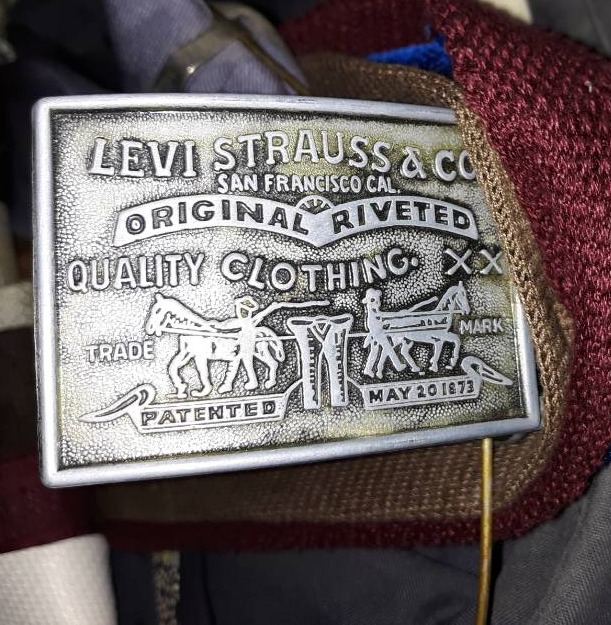 LEVI STRAUSS & CO
SAN FRANCISCO CAL.
ORIGINAL RIVETED
QUALITY CLOTHING. XX
TRADE MARK
PATENTED MAY 20 1873